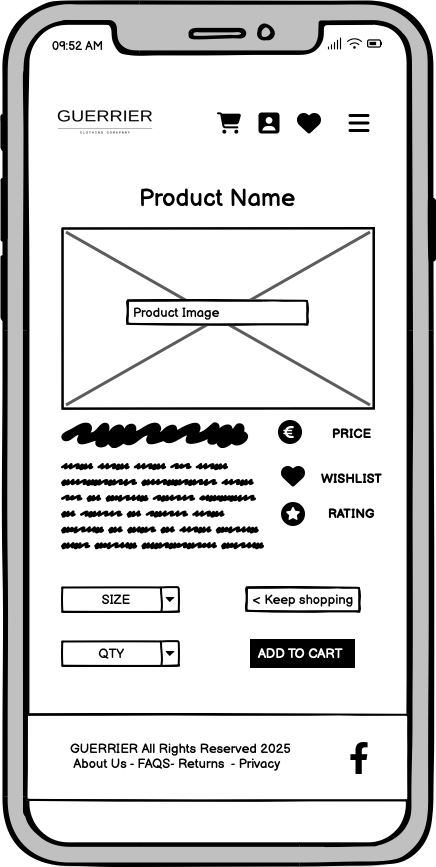 09:52 AM
GUERRIER
CLOTHING COMPANY
Product Name
Product Image
PRICE
WISHLIST
RATING
SIZE
< Keep shopping
QTY
ADD TO CART
GUERRIER All Rights Reserved 2025
About Us - FAQS- Returns - Privacy